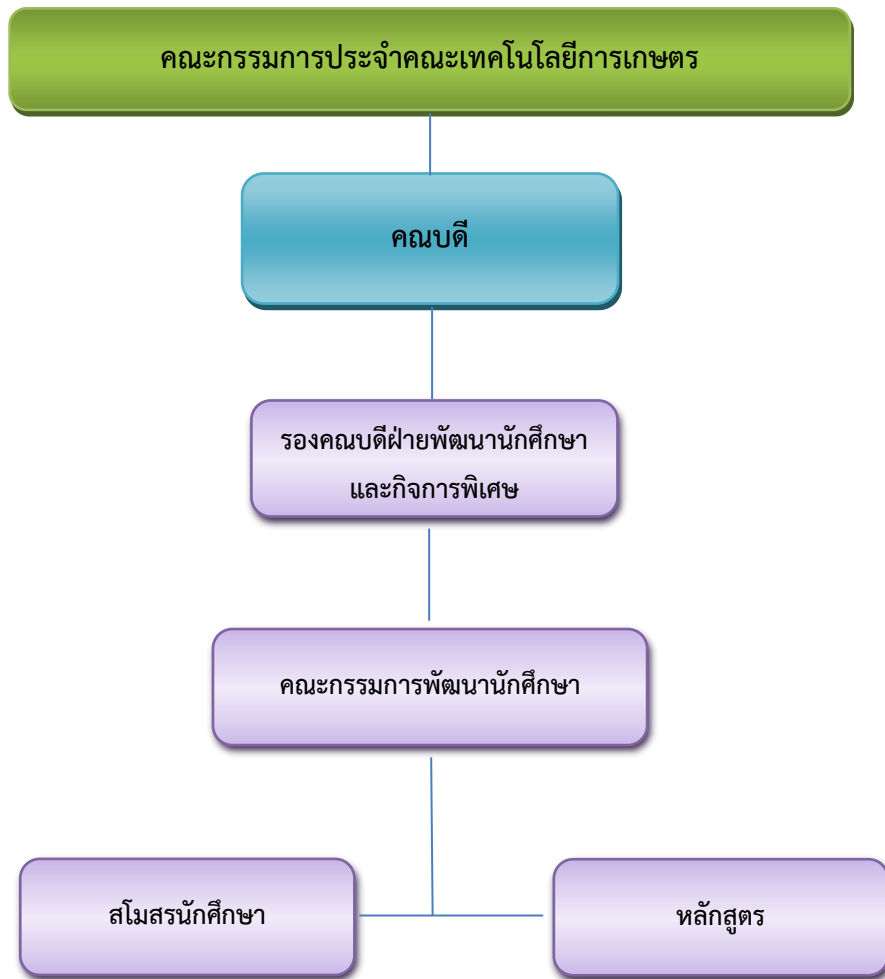 คณะกรรมการประจำคณะเทคโนโลยีการเกษตร
คณบดี
รองคณบดีฝ่ายพัฒนานักศึกษา
และกิจการพิเศษ
คณะกรรมการพัฒนานักศึกษา
สโมสรนักศึกษา
หลักสูตร